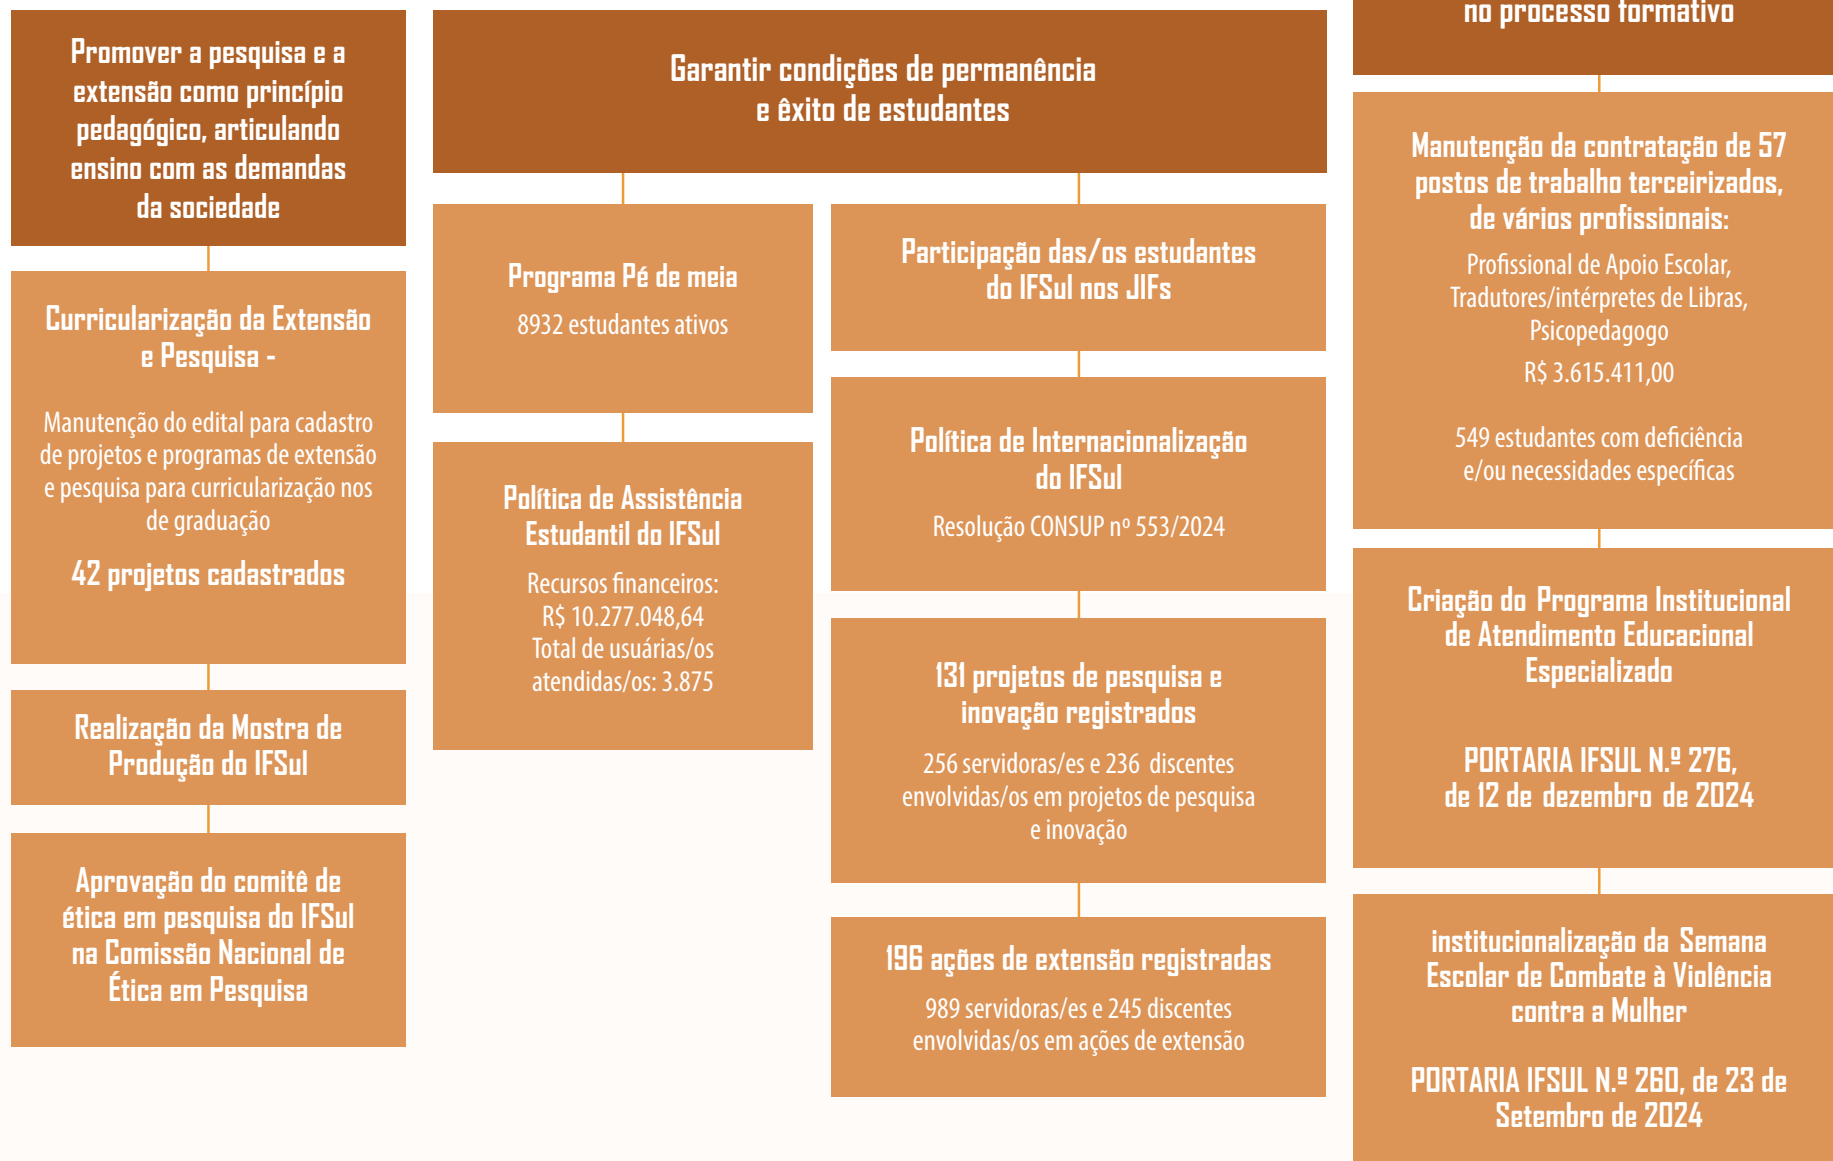 Promover a pesquisa e a
extensão como princípio
pedagógico, articulando
ensino com as demandas
da sociedade
Curricularização da Extensão
e Pesquisa -
Manutenção do edital para cadastro
de projetos e programas de extensão
e pesquisa para curricularização nos
de graduação
42 projetos cadastrados
Realização da Mostra de
Produção do IFSul
Aprovação do comitê de
ética em pesquisa do IFSul
na Comissão Nacional de
Ética em Pesquisa
Garantir condições de permanência
e êxito de estudantes
Programa Pé de meia
8932 estudantes ativos
Política de Assistência
Estudantil do IFSul
Recursos financeiros:
R$ 10.277.048,64
Total de usuárias/os
atendidas/os: 3.875
Participação das/os estudantes
do IFSul nos JIFs
Política de Internacionalização
do IFSul
Resolução CONSUP nº 553/2024
131 projetos de pesquisa e
inovação registrados
256 servidoras/es e 236 discentes
envolvidas/os em projetos de pesquisa
e inovação
196 ações de extensão registradas
989 servidoras/es e 245 discentes
envolvidas/os em ações de extensão
no processo formativo
Manutenção da contratação de 57
postos de trabalho terceirizados,
de vários profissionais:
Profissional de Apoio Escolar,
Tradutores/intérpretes de Libras,
Psicopedagogo
R$ 3.615.411,00
549 estudantes com deficiência
e/ou necessidades específicas
Criação do Programa Institucional
de Atendimento Educacional
Especializado
PORTARIA IFSUL N.º 276,
de 12 de dezembro de 2024
institucionalização da Semana
Escolar de Combate à Violência
contra a Mulher
PORTARIA IFSUL N.º 260, de 23 de
Setembro de 2024